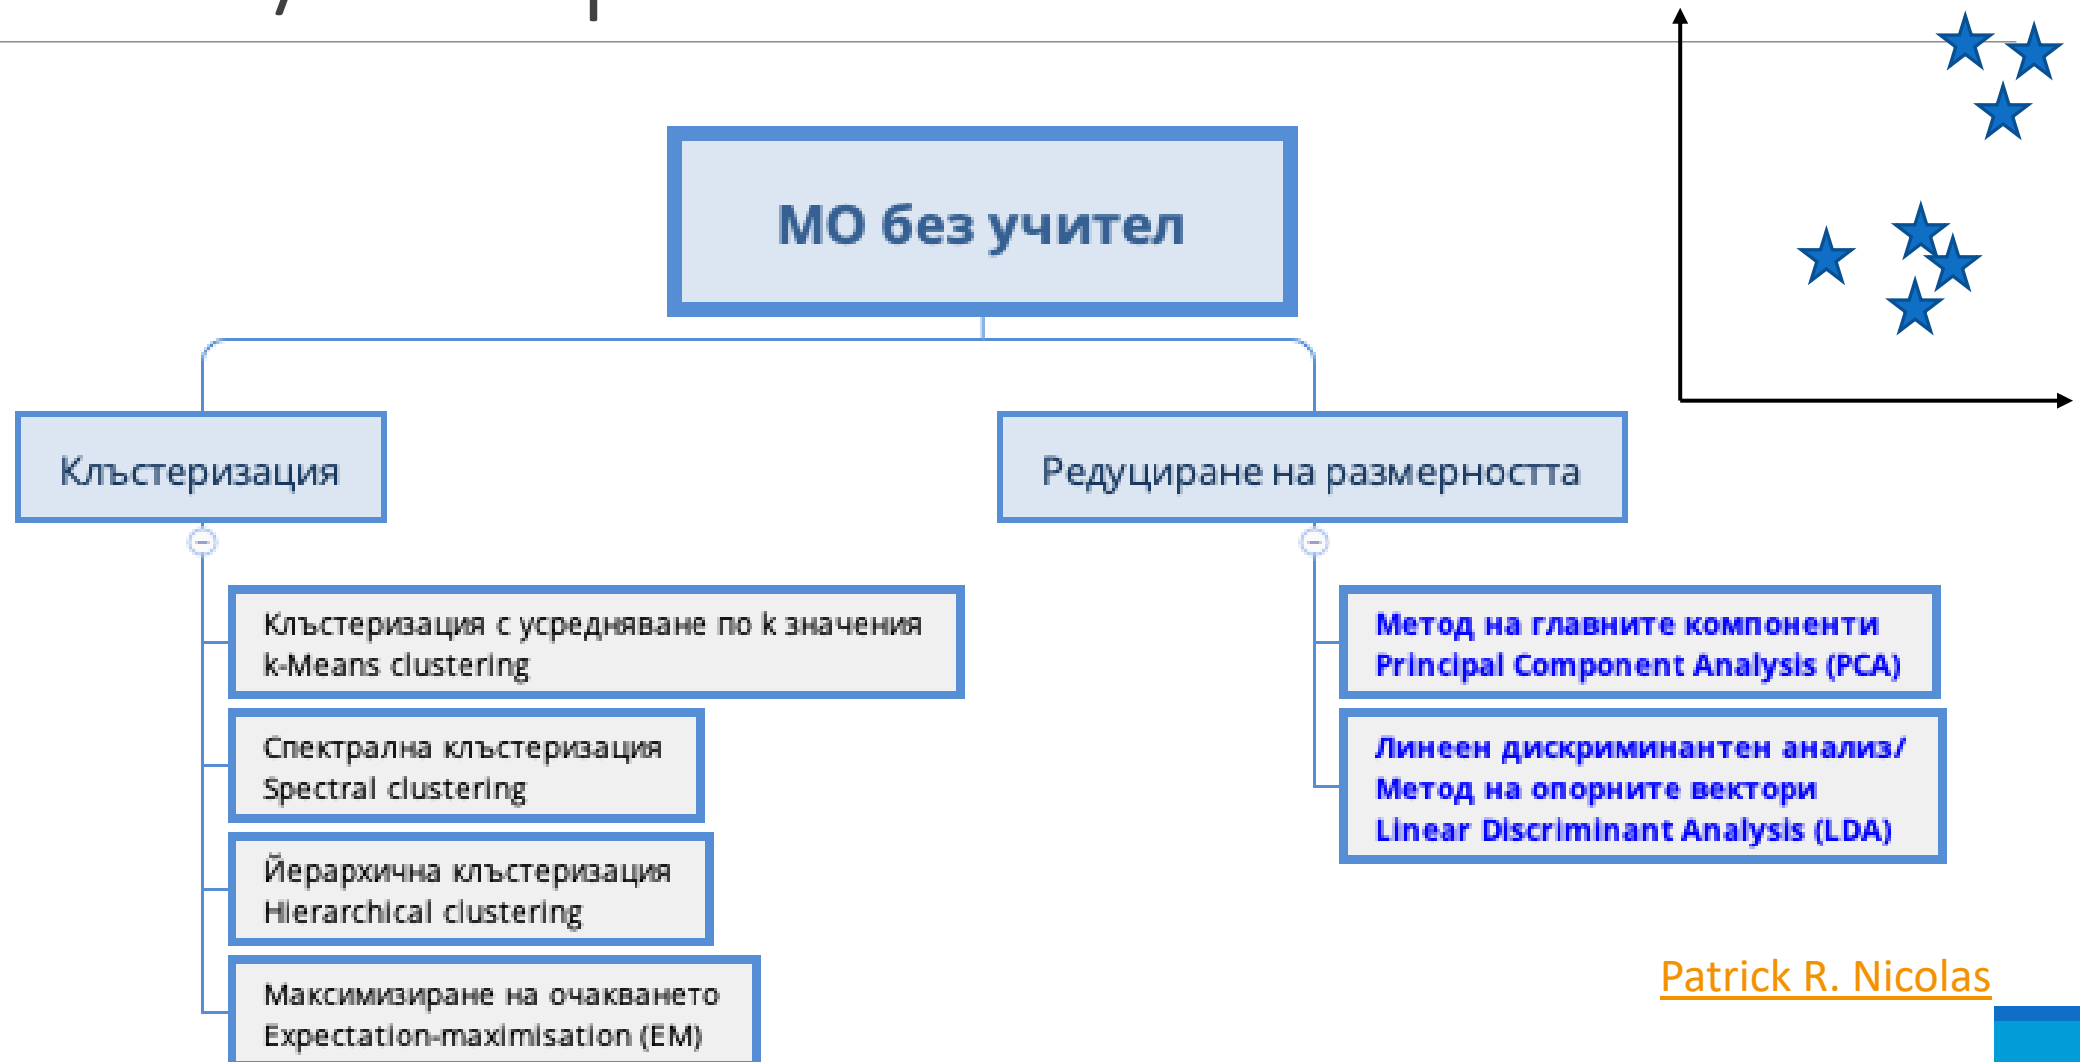 МО без учител
Клъстеризация
Редуциране на размерността
Клъстеризация с усредняване по k значения
k-Means clustering
Спектрална клъстеризация
Spectral clustering
Йерархична клъстеризация
Hierarchical clustering
Максимизиране на очакването
Expectation-maximisation (EM)
Метод на главните компоненти
Principal Component Analysis (PCA)
Линеен дискриминантен анализ/
Метод на опорните вектори
Linear Discriminant Analysis (LDA)
Patrick R. Nicolas